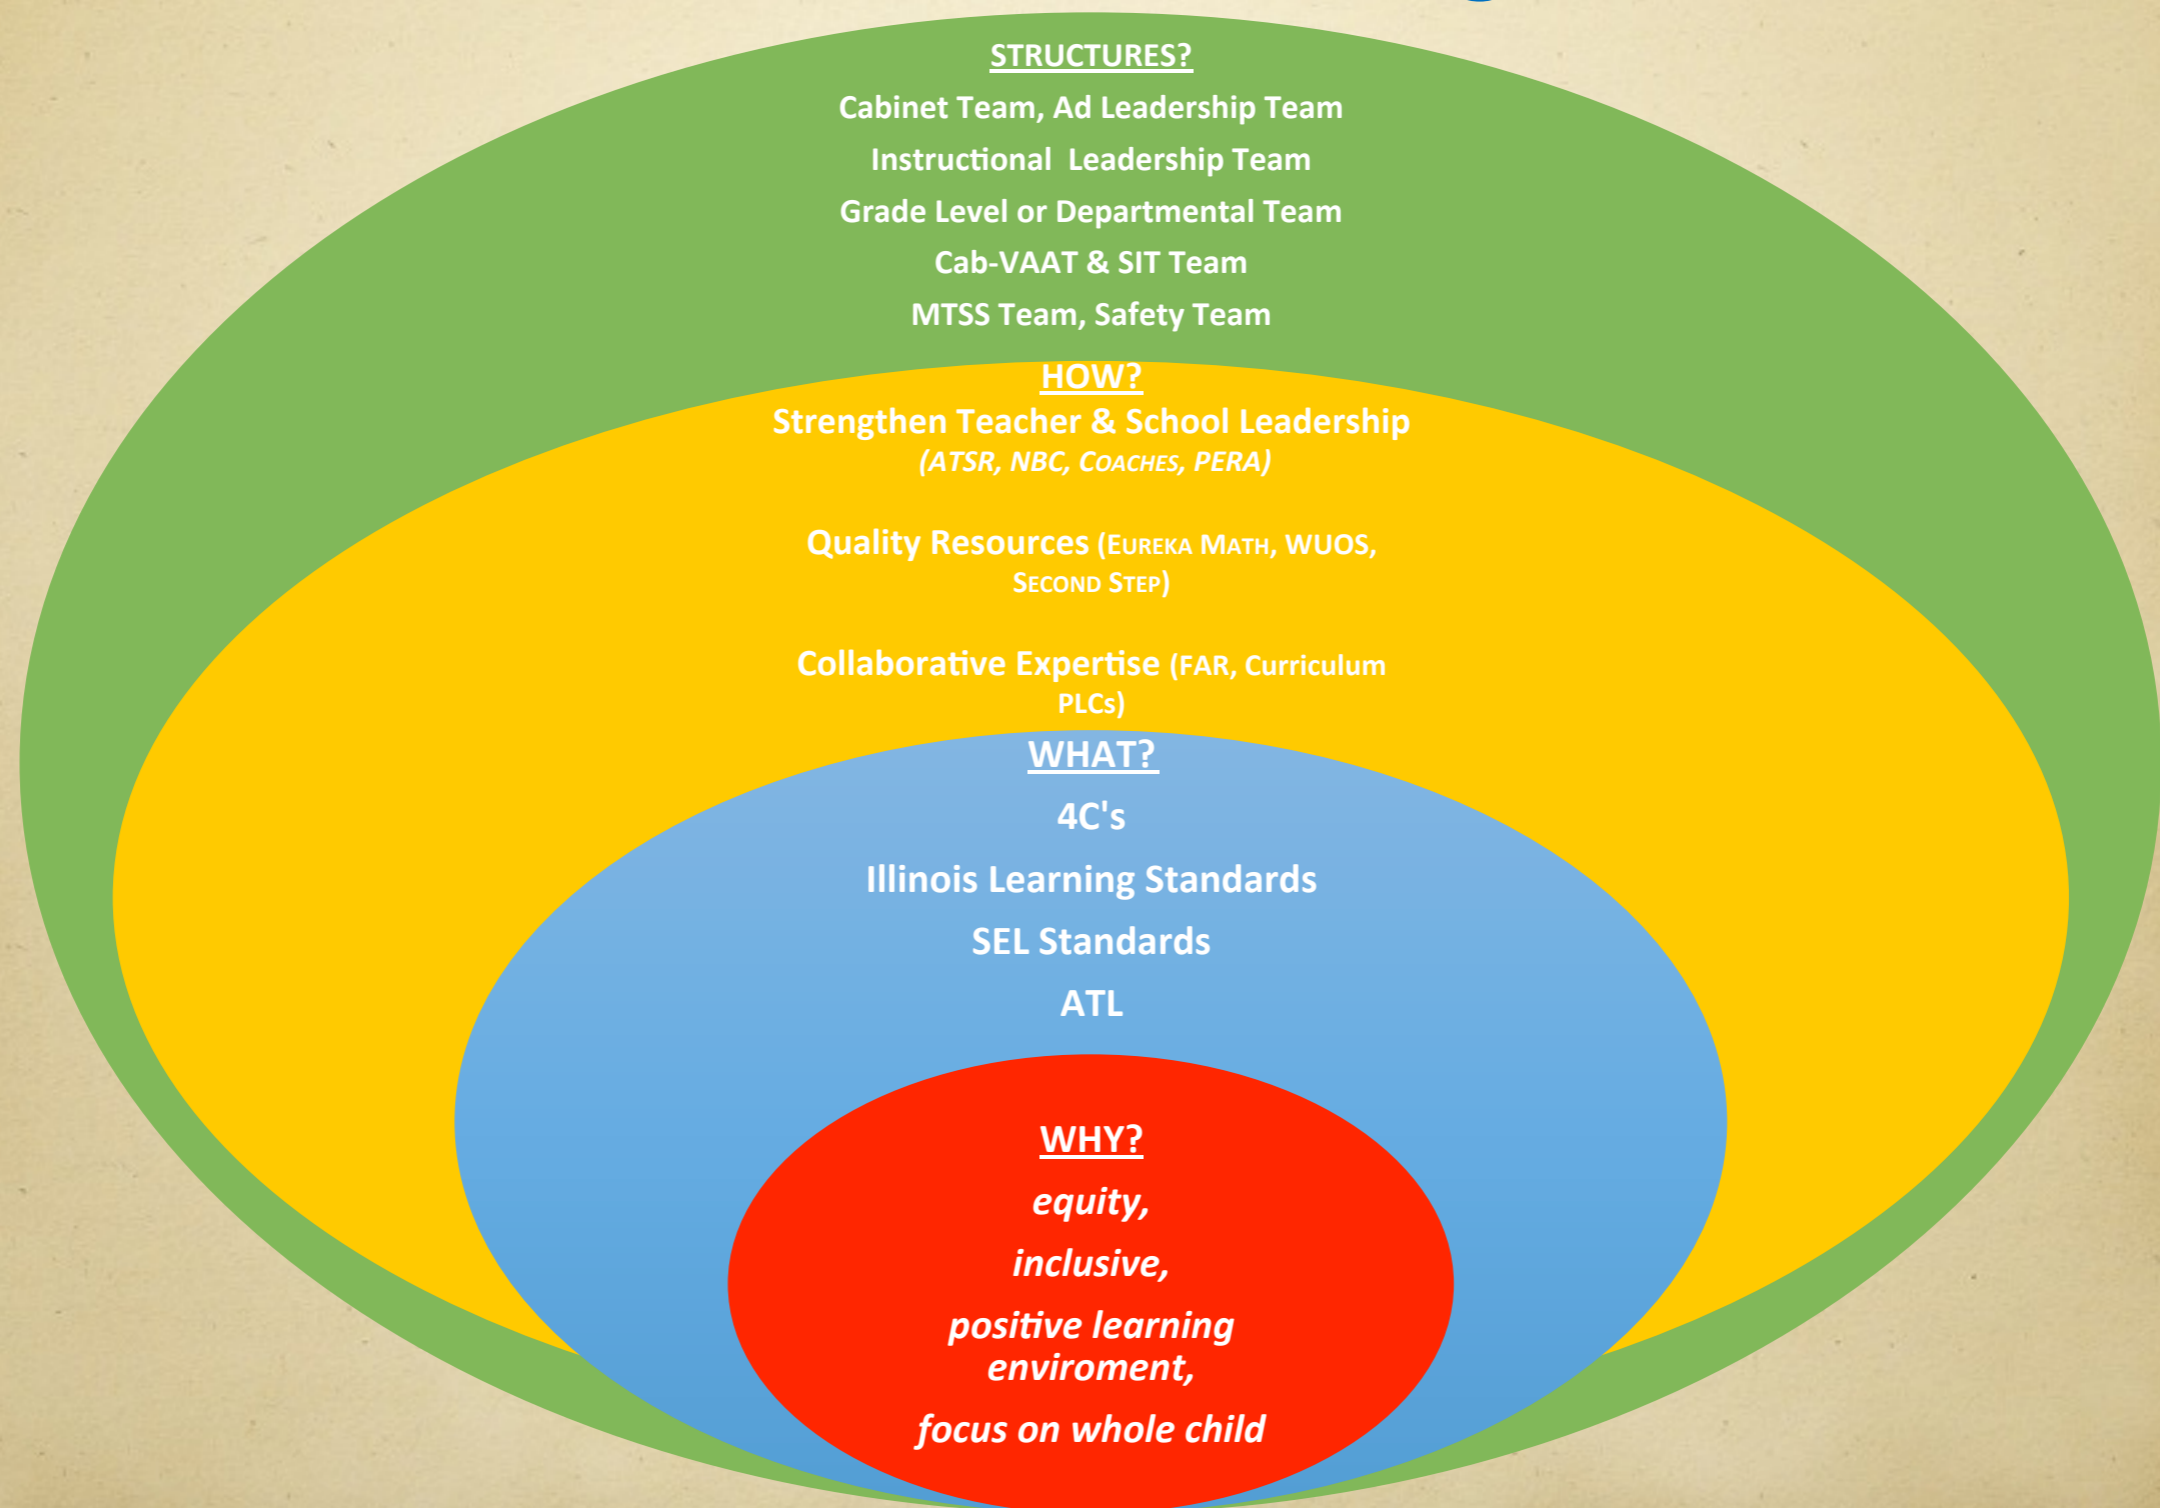 STRUCTURES?
Cabinet Team, Ad Leadership Team
Instructional Leadership Team
Grade Level or Departmental Team
Cab-VAAT & SIT Team
MTSS Team, Safety Team
HOW?
Strengthen Teacher & School Leadership
(ATSR, NBC, COACHES, PERA)
Quality Resources (EUREKA MATH, WUOS,
SECOND STEP)
Collaborative Expertise (FAR, Curriculum
PLCs)
WHAT?
4C's
Illinois Learning Standards
SEL Standards
ATL
WHY?
equity,
inclusive,
positive learning
enviroment,
focus on whole child